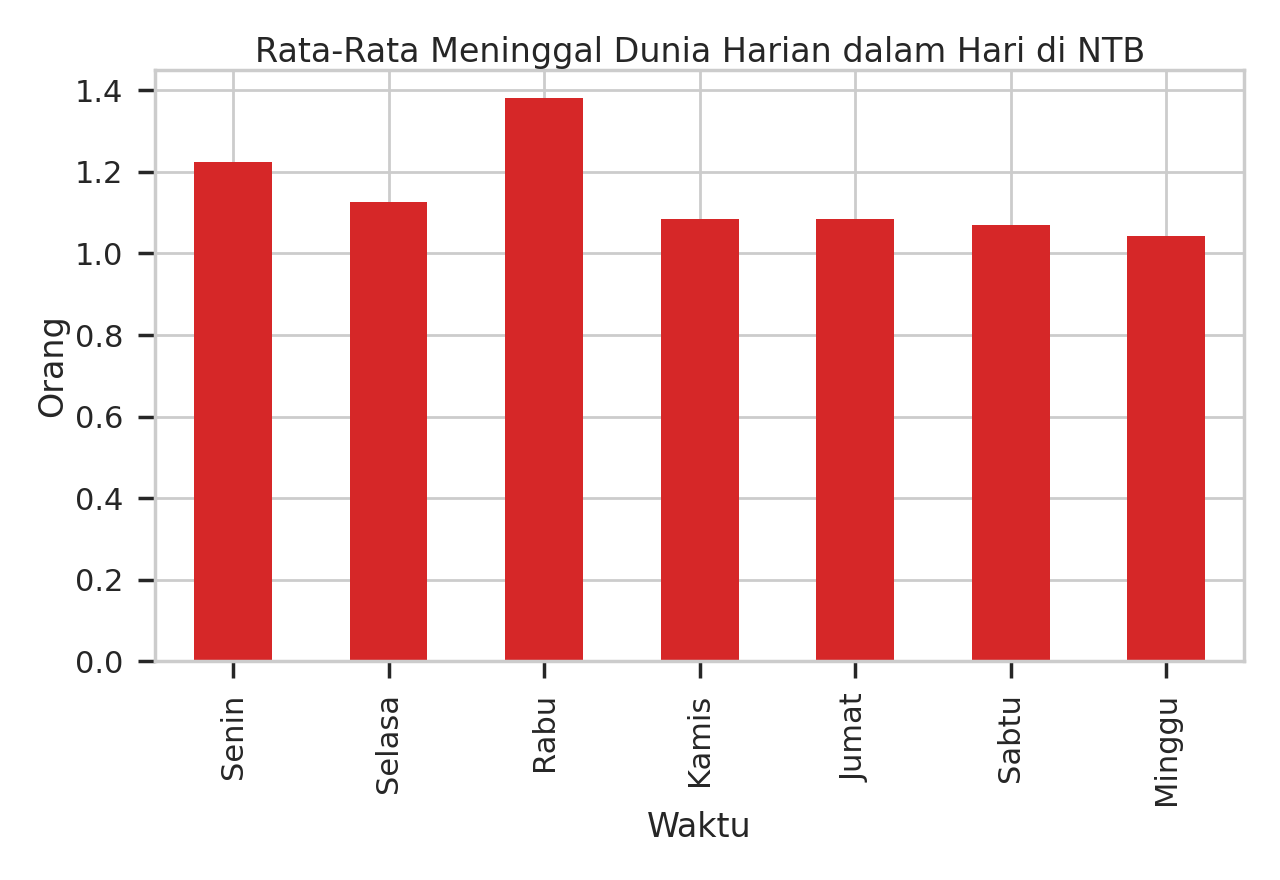 Rata-Rata Meninggal Dunia Harian dalam Hari di NTB
1.4
1.2
1.0
0.8
0.6
0.4
0.2
0.0
Orang
Senin
Selasa
Rabu
Kamis
Jumat
Sabtu
Minggu
Waktu